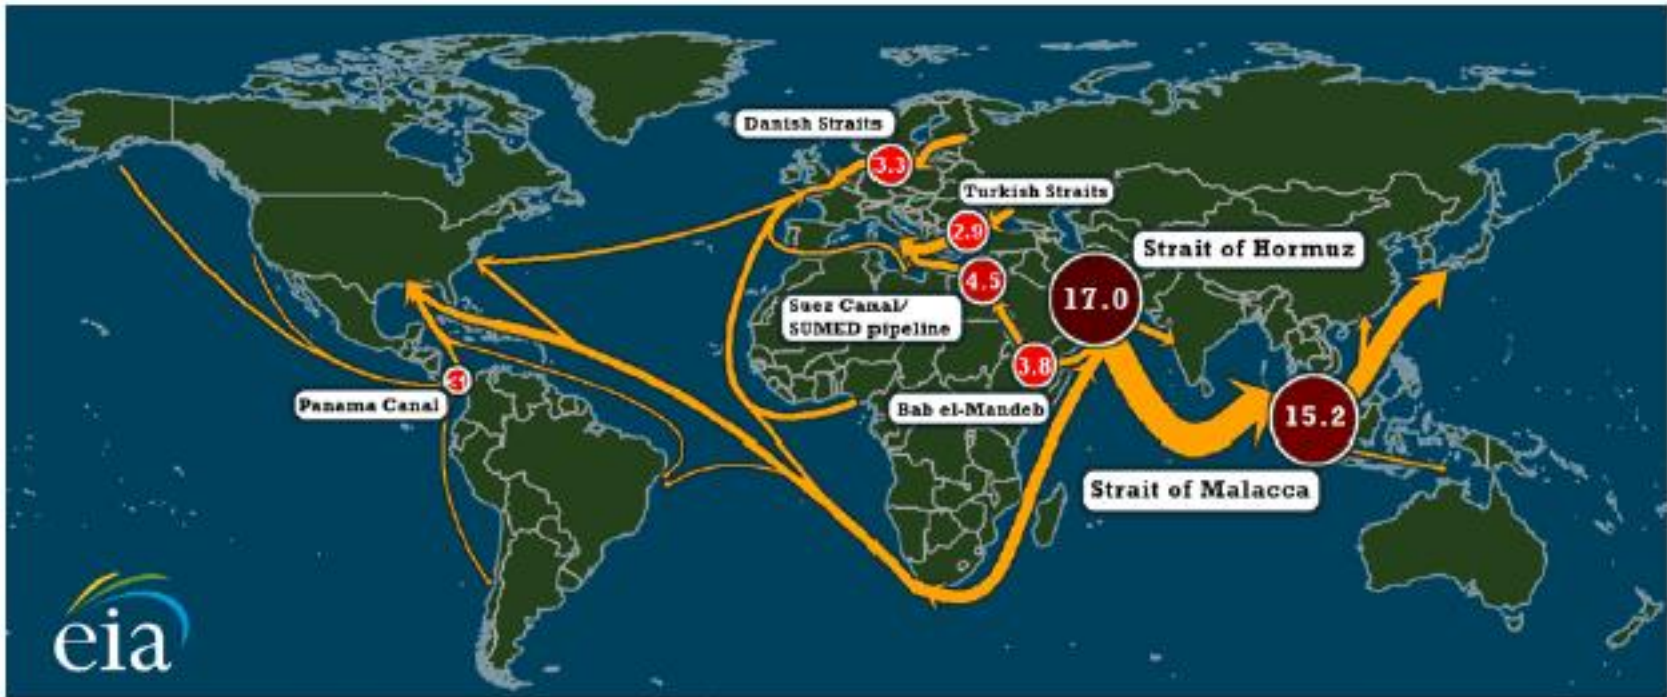 Danish Straits
3.3
Turkish Straits
2.9
Strait of Hormuz
17.0
4.5
Suez Canal/
SUMED pipeline
3.8
Bab el-Mandeb
Panama Canal
15.2
Strait of Malacca
eia